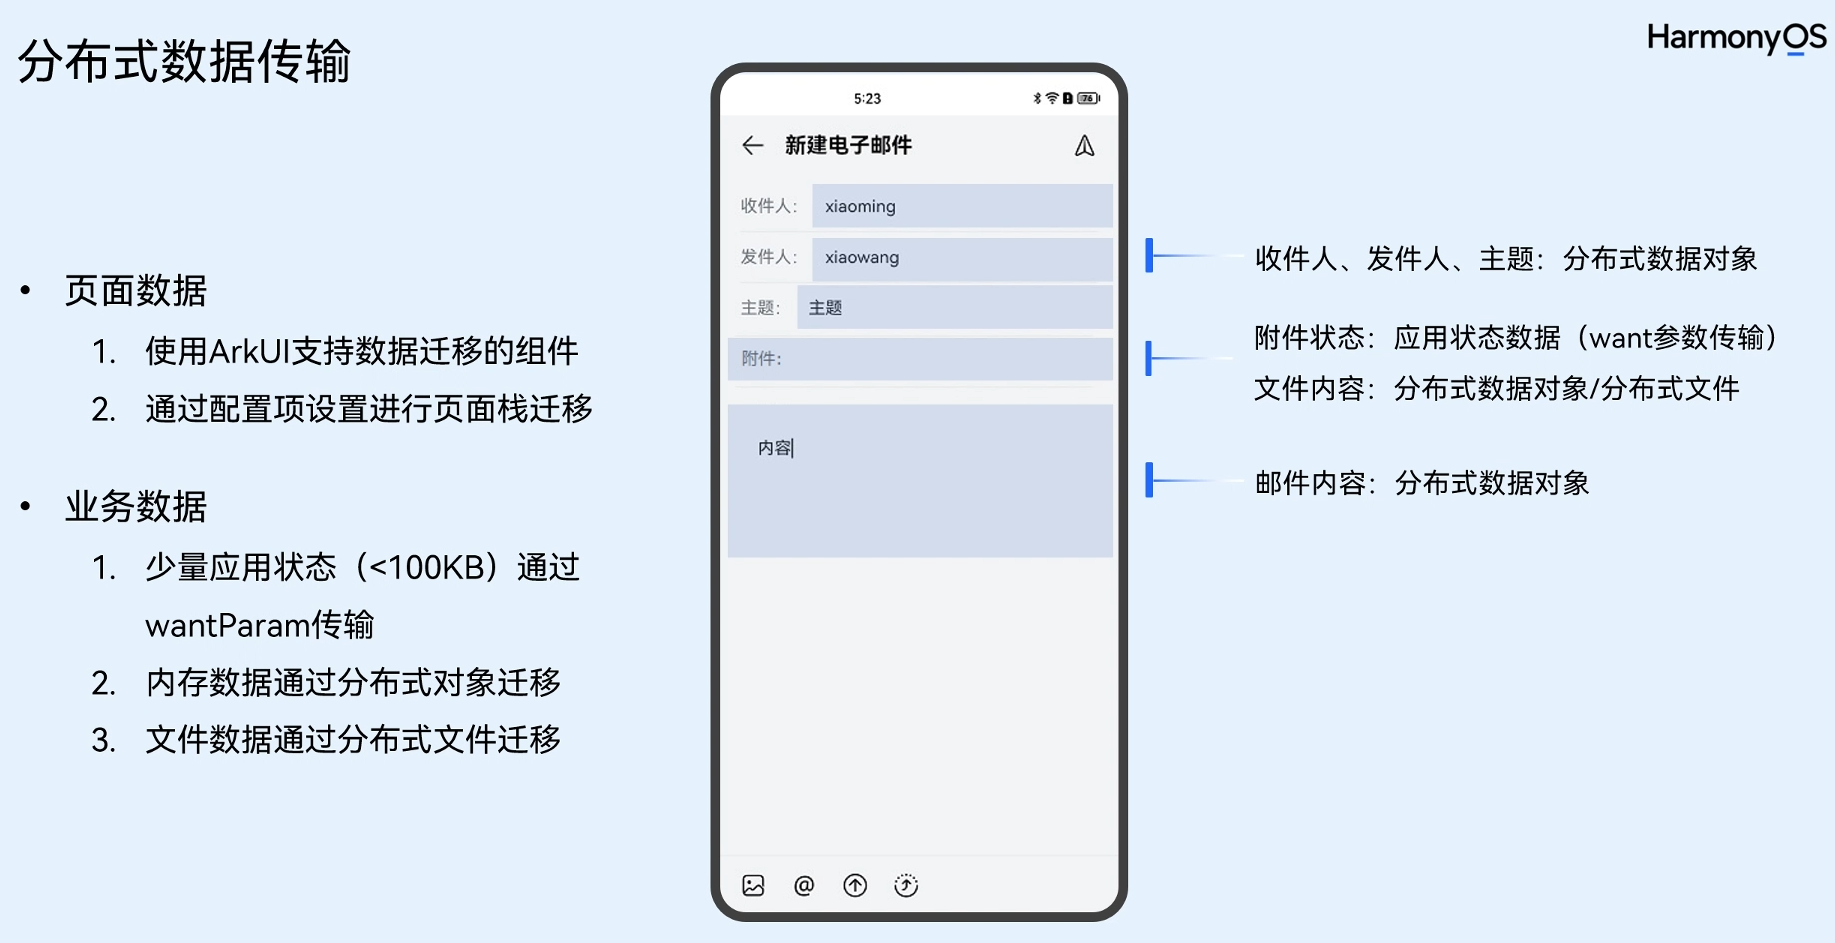 分布式数据传输
HarmonyOS
• 页面数据
1. 使用ArkUI支持数据迁移的组件
2. 通过配置项设置进行页面栈迁移
• 业务数据
1. 少量应用状态（<100KB）通过
wantParam传输
2. 内存数据通过分布式对象迁移
3. 文件数据通过分布式文件迁移
5:23
76
新建电子邮件
收件人： xiaoming
发件人： xiaowang
主题： 主题
附件：
内容
@
收件人、发件人、主题：分布式数据对象
附件状态：应用状态数据（want参数传输）
文件内容：分布式数据对象/分布式文件
邮件内容：分布式数据对象